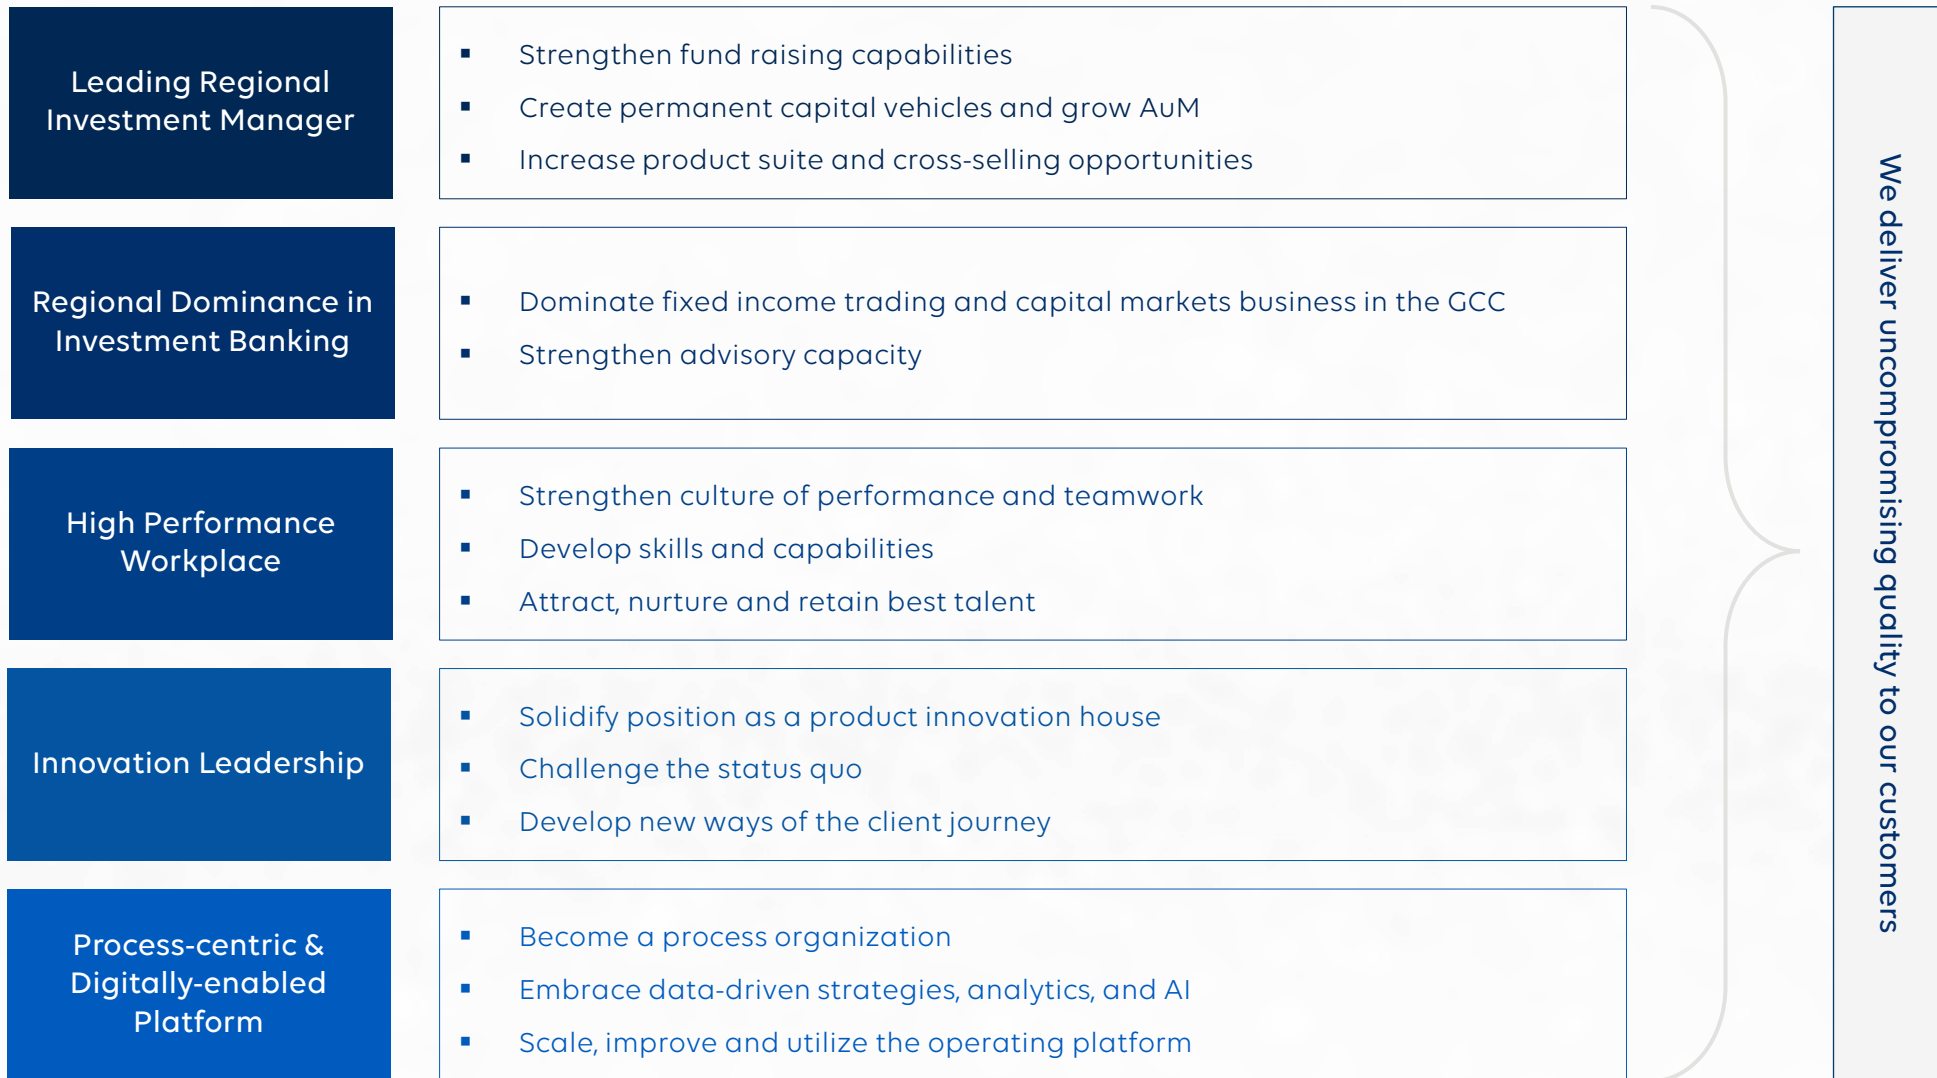 Leading Regional
Investment Manager
▪ Strengthen fund raising capabilities
▪ Create permanent capital vehicles and grow AuM
▪ Increase product suite and cross-selling opportunities
Regional Dominance in
Investment Banking
▪ Dominate fixed income trading and capital markets business in the GCC
▪ Strengthen advisory capacity
High Performance
Workplace
▪ Strengthen culture of performance and teamwork
▪ Develop skills and capabilities
▪ Attract, nurture and retain best talent
Innovation Leadership
▪ Solidify position as a product innovation house
▪ Challenge the status quo
▪ Develop new ways of the client journey
Process-centric &
Digitally-enabled
Platform
▪ Become a process organization
▪ Embrace data-driven strategies, analytics, and AI
▪ Scale, improve and utilize the operating platform
We deliver uncompromising quality to our customers